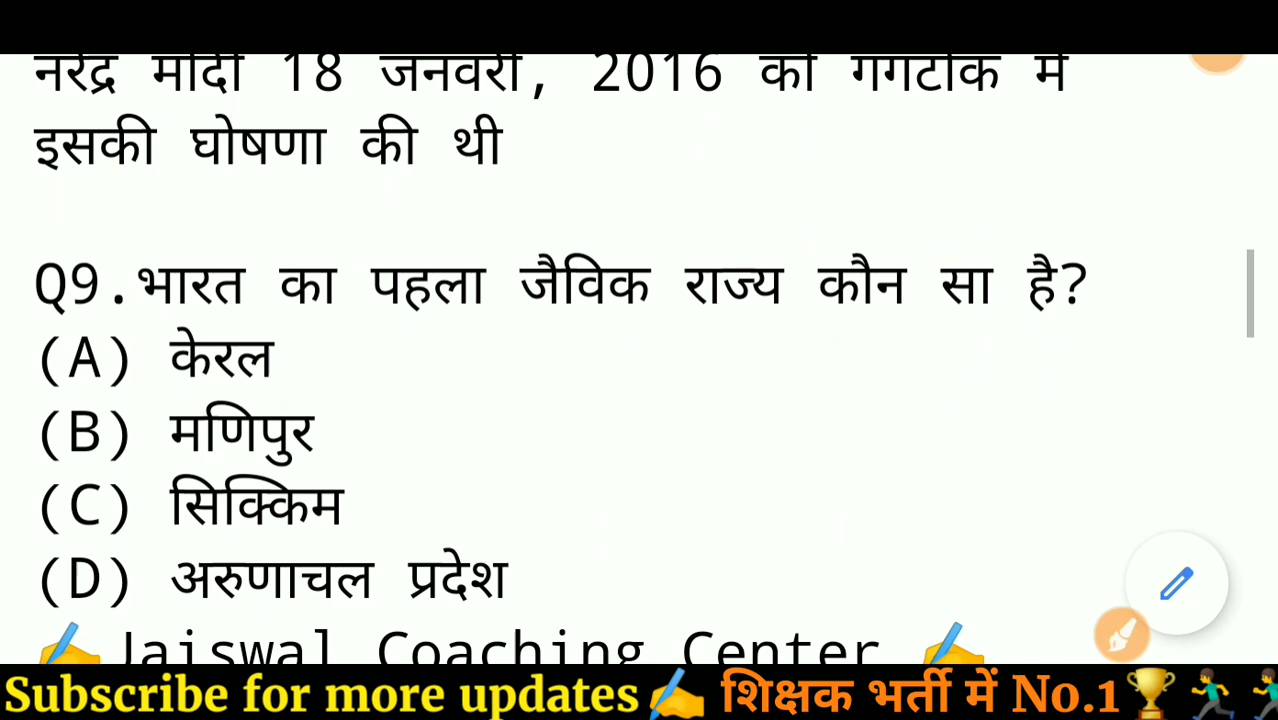 नरेंद्र मोदी 18 जनवरी, 2016 को गंगटोक में
इसकी घोषणा की थी
Q9.भारत का पहला जैविक राज्य कौन सा है?
(A) केरल
(B) मणिपुर
(C) सिक्किम
(D) अरुणाचल प्रदेश
✍️Jaiswal Coaching Center ✍️
Subscribe for more updates✍️ शिक्षक भर्ती में No.1🏆🏃‍♂️🏃‍♂️